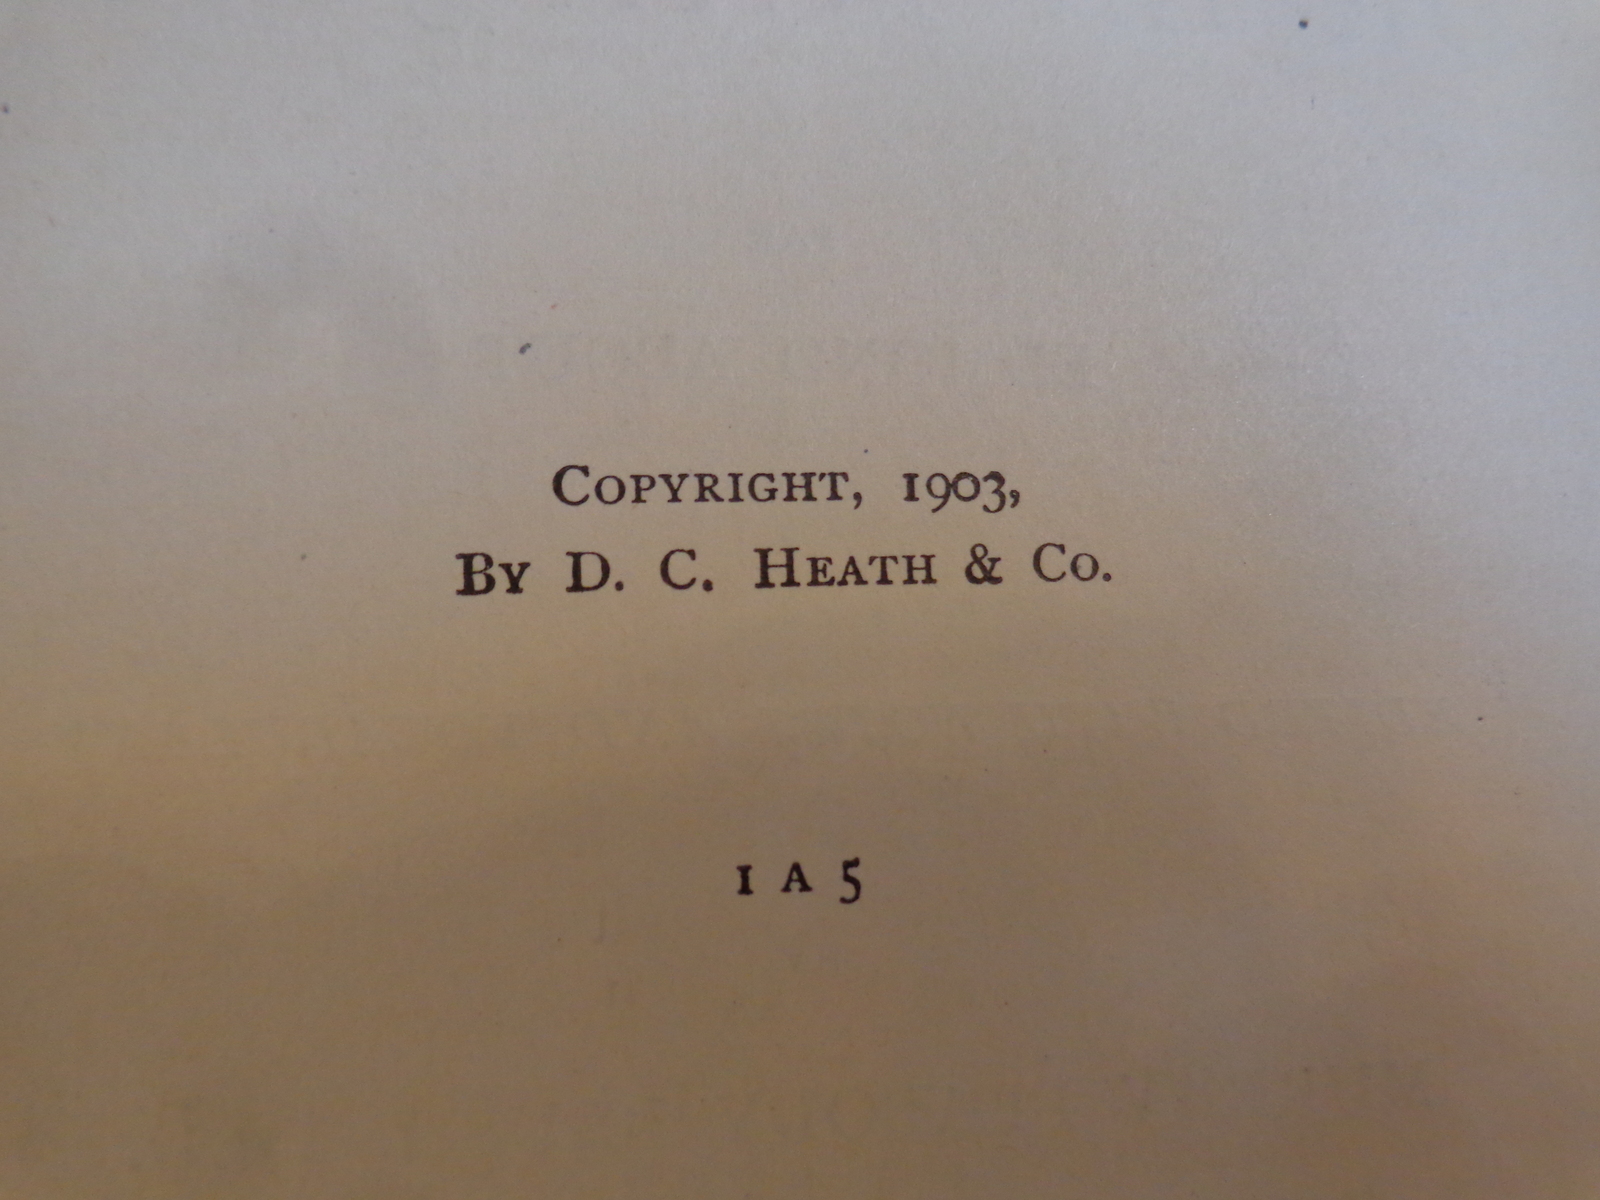 Copyright, 1903,
By D. C. Heath & Co.
1 A 5